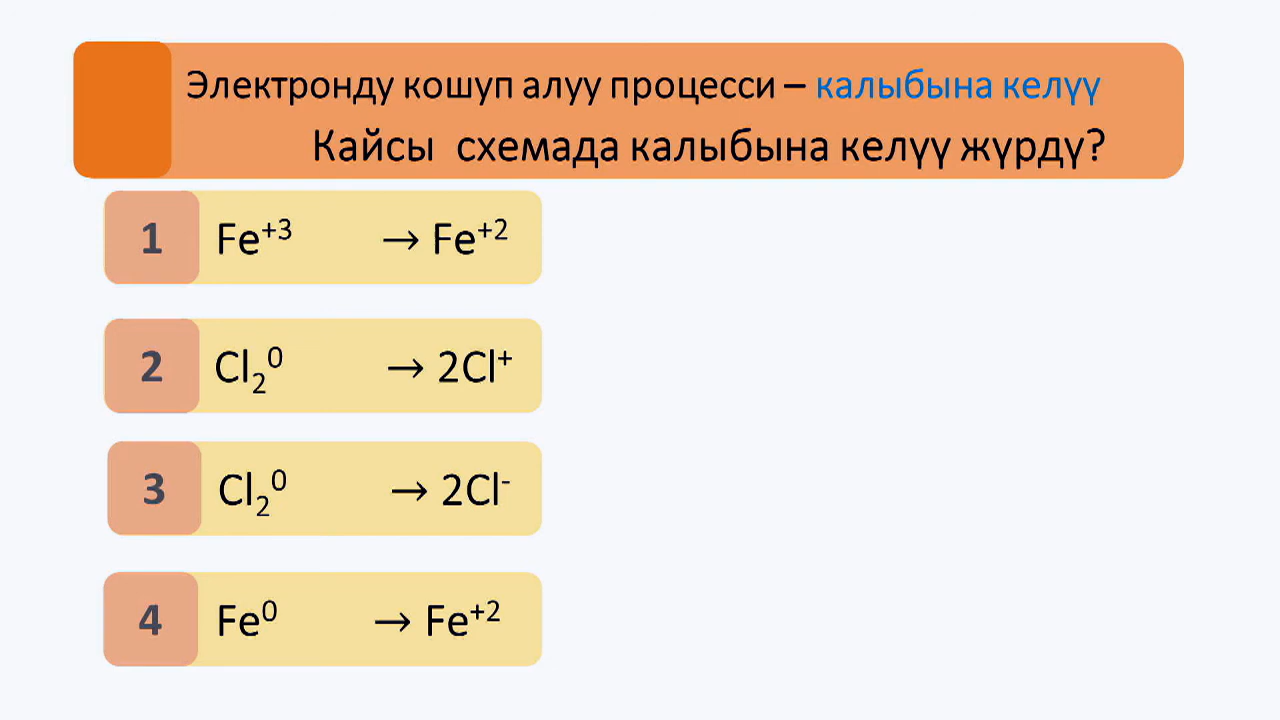 Электронду кошуп алуу процесси – калыбына келүү
Кайсы схемада калыбына келүү жүрдү?
1 Fe⁺³ → Fe⁺²
2 Cl₂⁰ → 2Cl⁺
3 Cl₂⁰ → 2Cl⁻
4 Fe⁰ → Fe⁺²